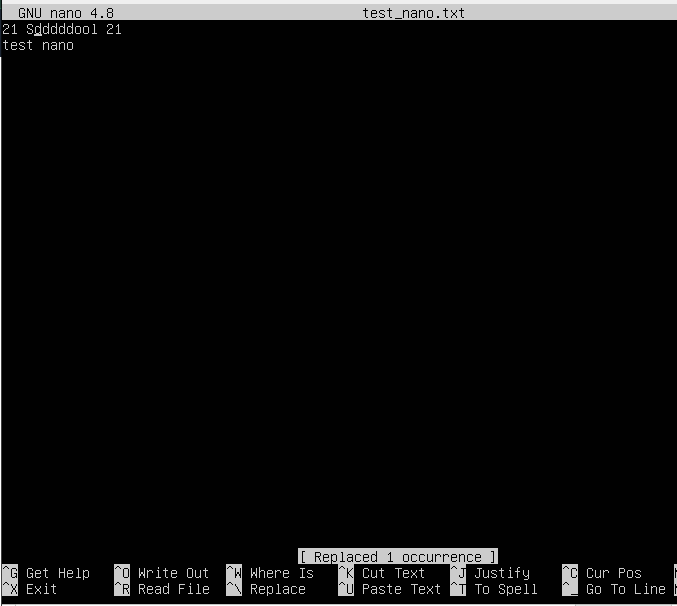 GNU nano 4.8 test_nano.txt
21 Sdddddool 21
test nano
[ Replaced 1 occurrence ]
^G Get Help ^O Write Out ^W Where Is ^K Cut Text ^J Justify ^C Cur Pos
^X Exit ^R Read File ^\ Replace ^U Paste Text ^T To Spell ^_ Go To Line